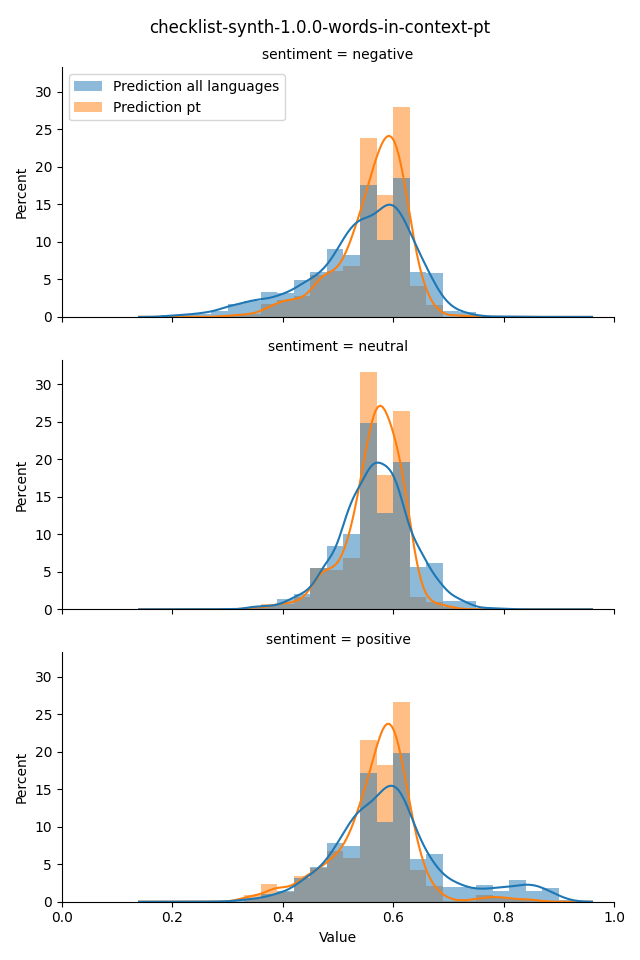 checklist-synth-1.0.0-words-in-context-pt
sentiment = negative
Prediction all languages
Prediction pt
Percent
30
25
20
15
10
5
0
sentiment = neutral
Percent
30
25
20
15
10
5
0
sentiment = positive
Percent
30
25
20
15
10
5
0
0.0 0.2 0.4 0.6 0.8 1.0
Value